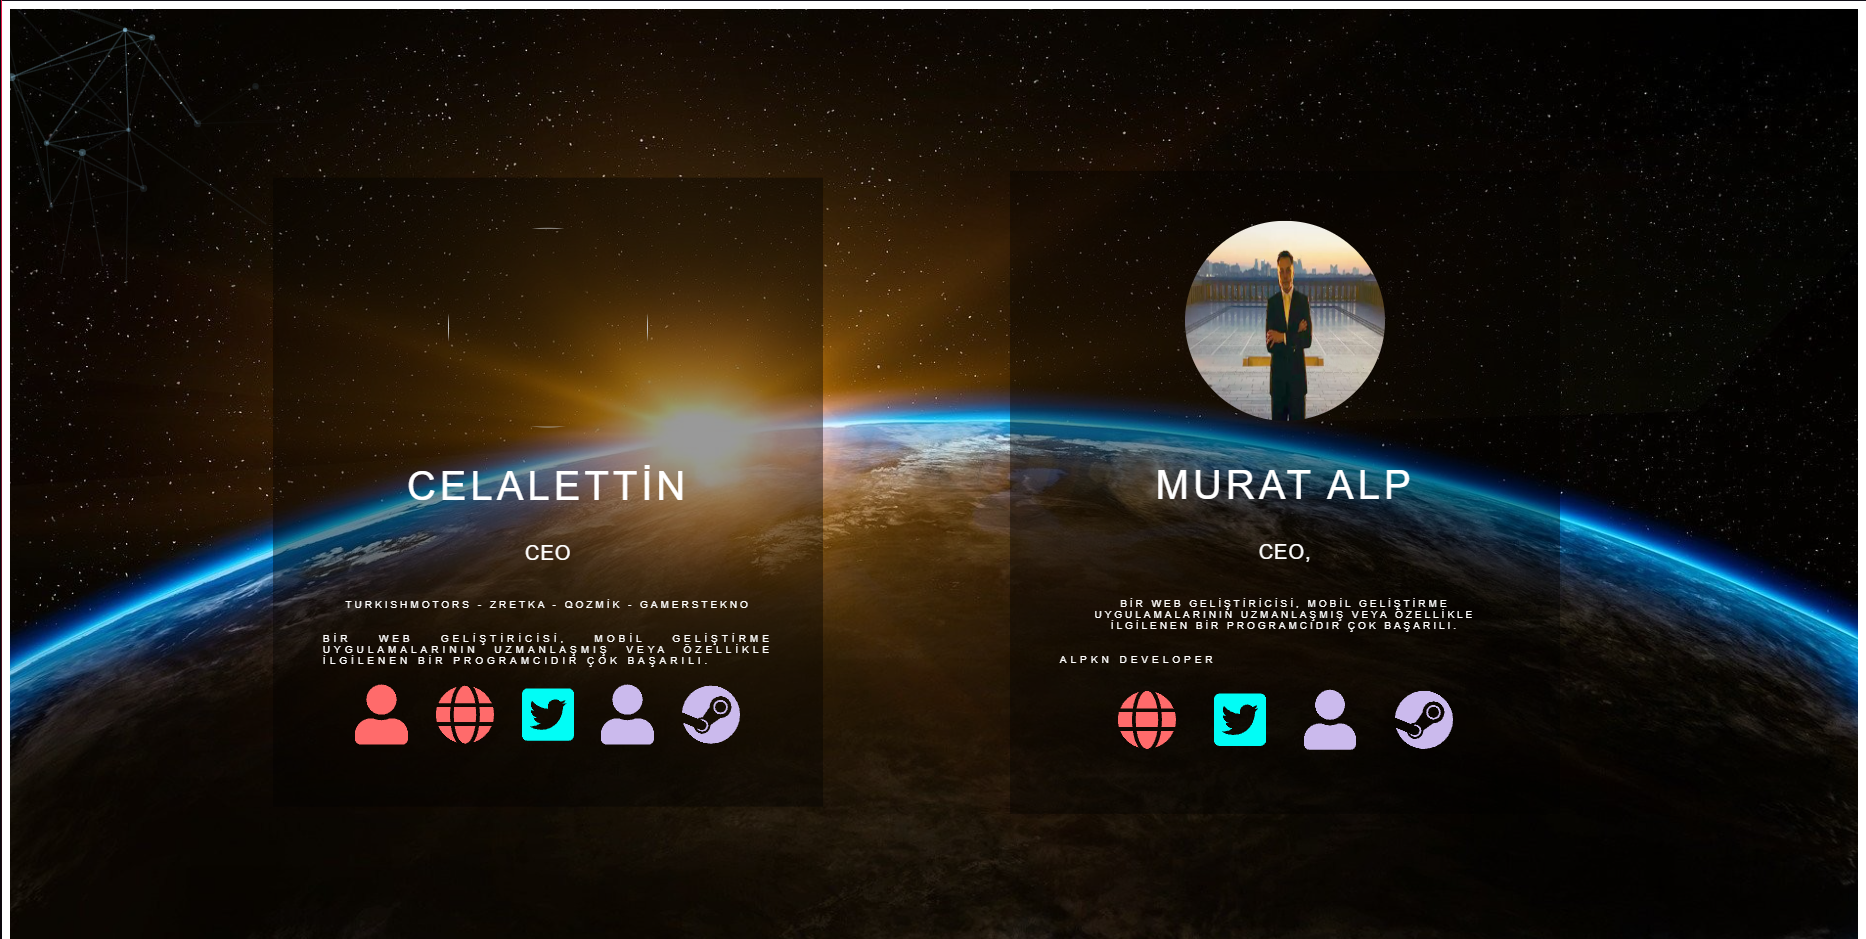 CELALETTİN
CEO
TURKISHMOTORS - ZRETKA - QOZMİK - GAMERSTEKNO
BİR WEB GELİŞTİRİCİSİ, MOBİL GELİŞTİRME
UYGULAMALARININ UZMANLAŞMIŞ VEYA ÖZELLİKLE
İLGİLENEN BİR PROGRAMCIDIR ÇOK BAŞARILI.
MURAT ALP
CEO,
BİR WEB GELİŞTİRİCİSİ, MOBİL GELİŞTİRME
UYGULAMALARININ UZMANLAŞMIŞ VEYA ÖZELLİKLE
İLGİLENEN BİR PROGRAMCIDIR ÇOK BAŞARILI.
ALPKN DEVELOPER